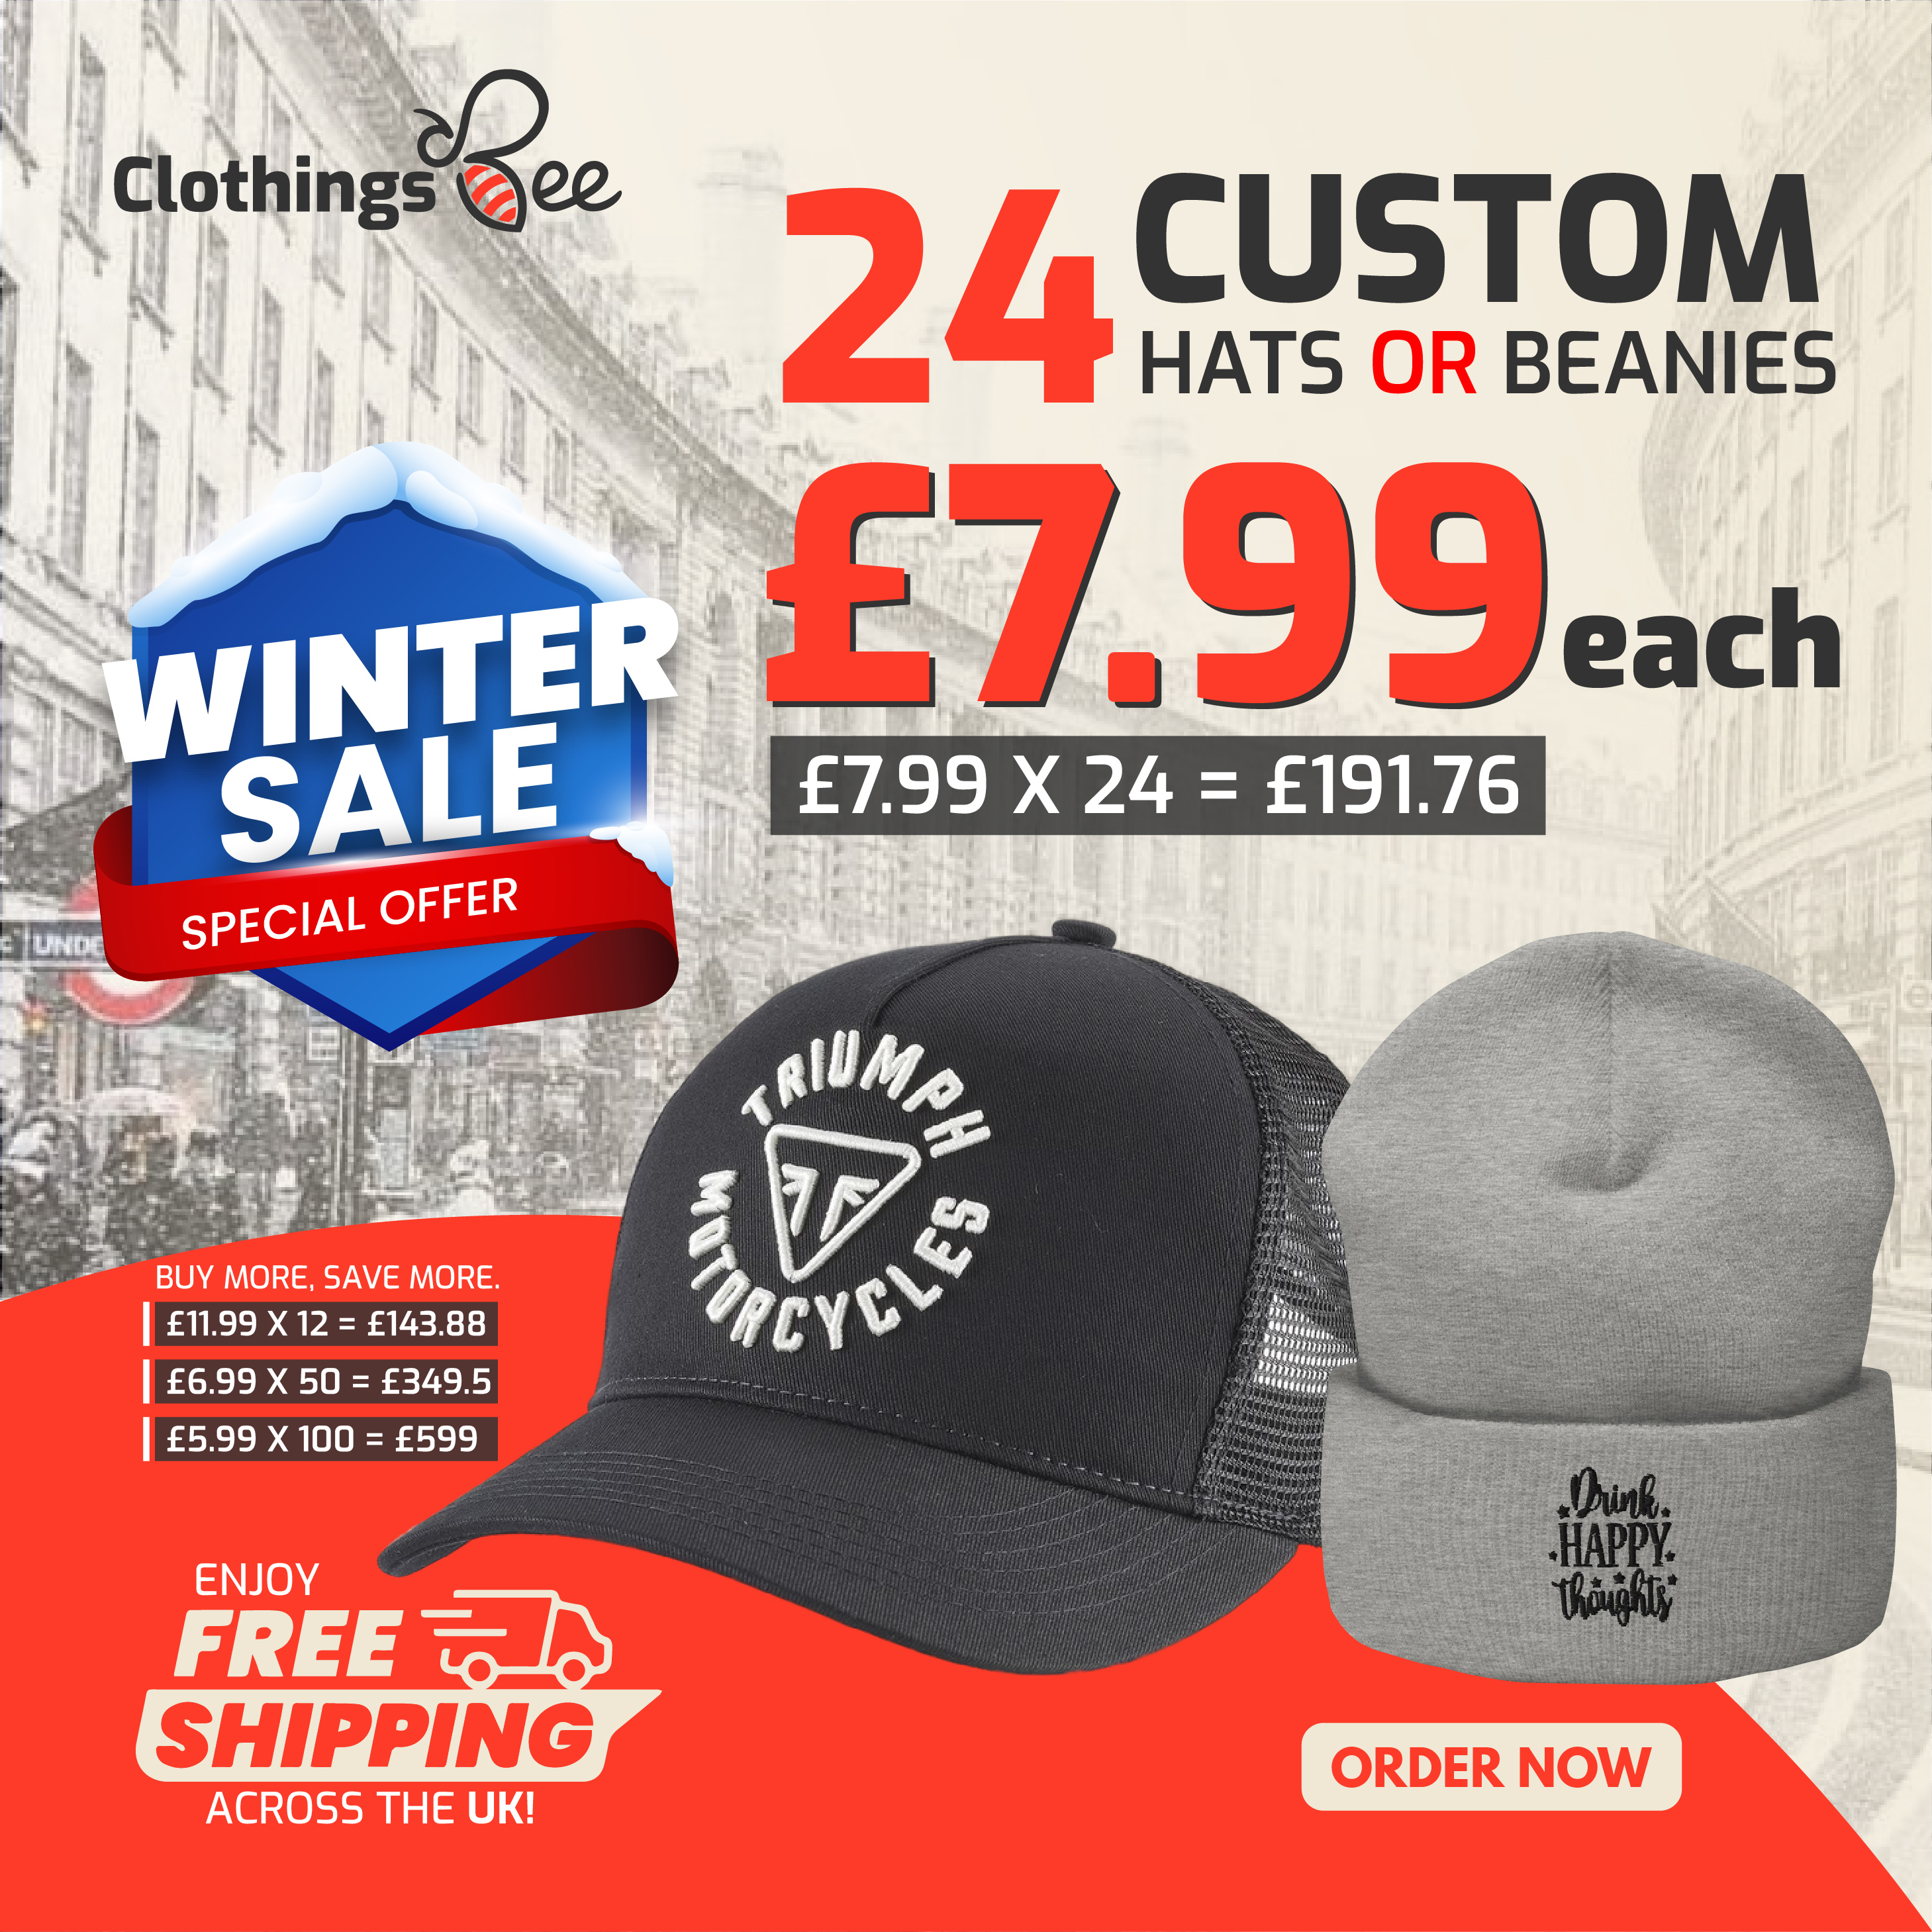 Clothings Bee
24 CUSTOM
HATS OR BEANIES
£7.99 each
£7.99 X 24 = £191.76
WINTER
SALE
SPECIAL OFFER
UNDE
TRIUMPH
MOTORCYCLES
Drink
HAPPY
thoughts
BUY MORE, SAVE MORE.
£11.99 X 12 = £143.88
£6.99 X 50 = £349.5
£5.99 X 100 = £599
ENJOY
FREE
SHIPPING
ACROSS THE UK!
ORDER NOW